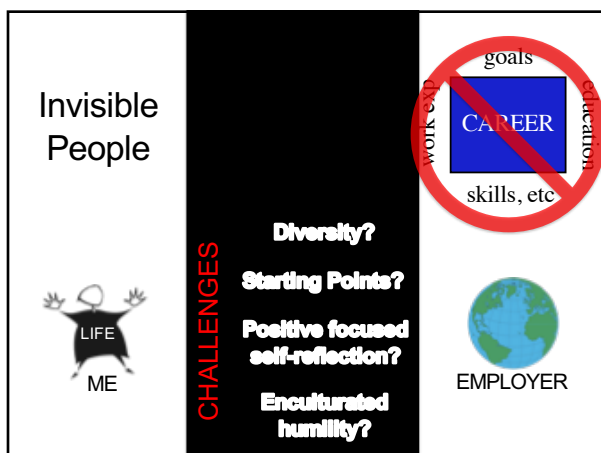 Invisible
People
LIFE
ME
CHALLENGES
Diversity?
Starting Points?
Positive focused
self-reflection?
Enculturated
humility?
goals
work exp
CAREER
education
skills, etc
EMPLOYER